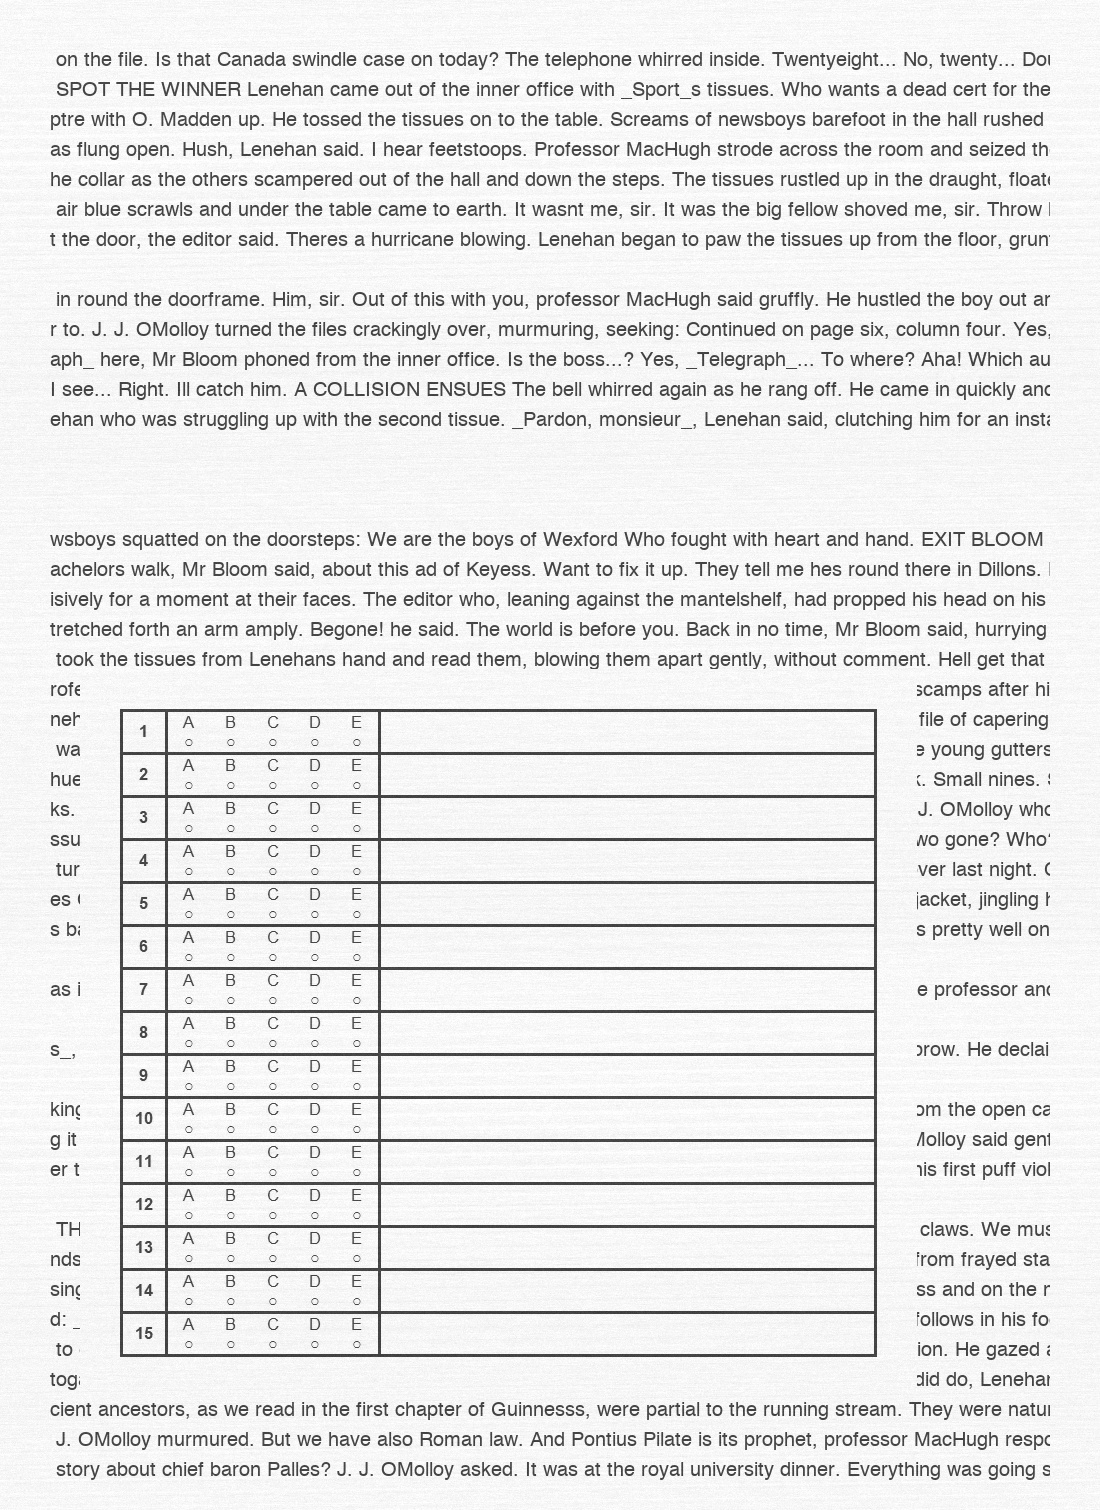 on the file. Is that Canada swindle case on today? The telephone whirred inside. Twentyeight... No, twenty... Dou
SPOT THE WINNER Lenehan came out of the inner office with _Sport_s tissues. Who wants a dead cert for the
ptre with O. Madden up. He tossed the tissues on to the table. Screams of newsboys barefoot in the hall rushed
as flung open. Hush, Lenehan said. I hear feetstoops. Professor MacHugh strode across the room and seized th
he collar as the others scampered out of the hall and down the steps. The tissues rustled up in the draught, floate
air blue scrawls and under the table came to earth. It wasnt me, sir. It was the big fellow shoved me, sir. Throw
t the door, the editor said. Theres a hurricane blowing. Lenehan began to paw the tissues up from the floor, grun
in round the doorframe. Him, sir. Out of this with you, professor MacHugh said gruffly. He hustled the boy out an
r to. J. J. OMolloy turned the files crackingly over, murmuring, seeking: Continued on page six, column four. Yes,
aph_ here, Mr Bloom phoned from the inner office. Is the boss...? Yes, _Telegraph_... To where? Aha! Which au
I see... Right. Ill catch him. A COLLISION ENSUES The bell whirred again as he rang off. He came in quickly and
ehan who was struggling up with the second tissue. _Pardon, monsieur_, Lenehan said, clutching him for an insta
wsboys squatted on the doorsteps: We are the boys of Wexford Who fought with heart and hand. EXIT BLOOM
achelors walk, Mr Bloom said, about this ad of Keyess. Want to fix it up. They tell me hes round there in Dillons.
isively for a moment at their faces. The editor who, leaning against the mantelshelf, had propped his head on his
tretched forth an arm amply. Begone! he said. The world is before you. Back in no time, Mr Bloom said, hurrying
took the tissues from Lenehans hand and read them, blowing them apart gently, without comment. Hell get that
rofe scamps after hi
neh file of capering
wa e young gutters
hue k. Small nines. S
ks. J. OMolloy who
ssu wo gone? Who
tur ver last night. O
es jacket, jingling h
s ba s pretty well on
as i e professor and
s_, brow. He declai
king om the open ca
g it Molloy said gent
er t his first puff viol
TH claws. We mus
nds from frayed sta
sing ss and on the n
d: _ follows in his fo
to ion. He gazed a
toga did do, Lenehan
1 A B C D E
2 A B C D E
3 A B C D E
4 A B C D E
5 A B C D E
6 A B C D E
7 A B C D E
8 A B C D E
9 A B C D E
10 A B C D E
11 A B C D E
12 A B C D E
13 A B C D E
14 A B C D E
15 A B C D E
cient ancestors, as we read in the first chapter of Guinnesss, were partial to the running stream. They were natur
J. OMolloy murmured. But we have also Roman law. And Pontius Pilate is its prophet, professor MacHugh respo
story about chief baron Palles? J. J. OMolloy asked. It was at the royal university dinner. Everything was going s